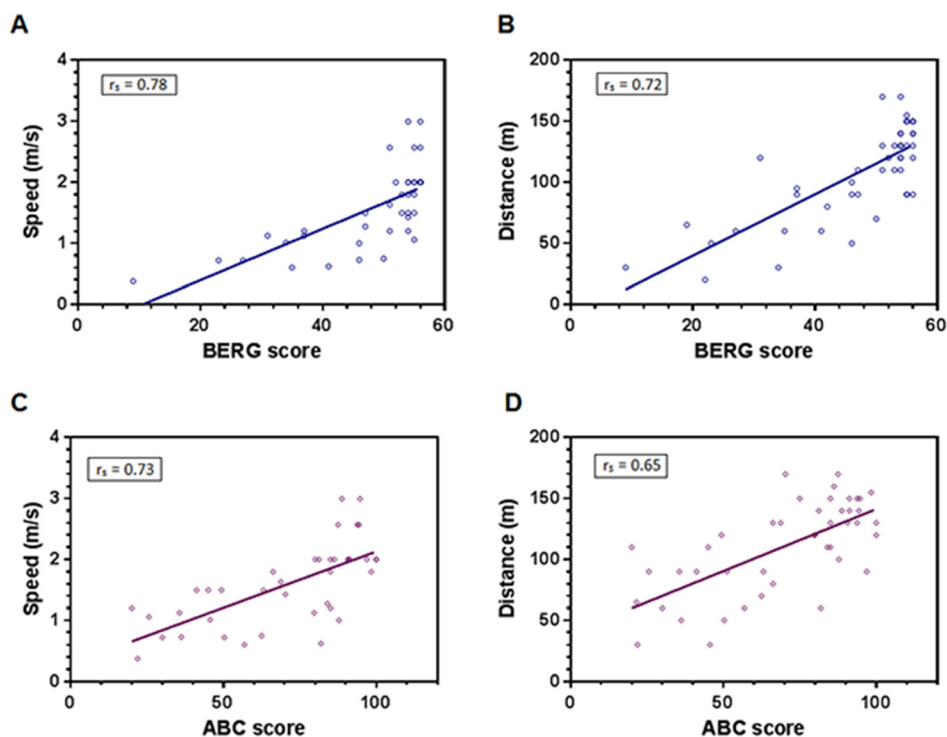 A
B
4
3
2
1
0
Speed (m/s)
rₛ = 0.78
0 20 40 60
BERG score
200
150
100
50
0
Distance (m)
rₛ = 0.72
0 20 40 60
BERG score
C
D
4
3
2
1
0
Speed (m/s)
rₛ = 0.73
0 50 100
ABC score
200
150
100
50
0
Distance (m)
rₛ = 0.65
0 50 100
ABC score